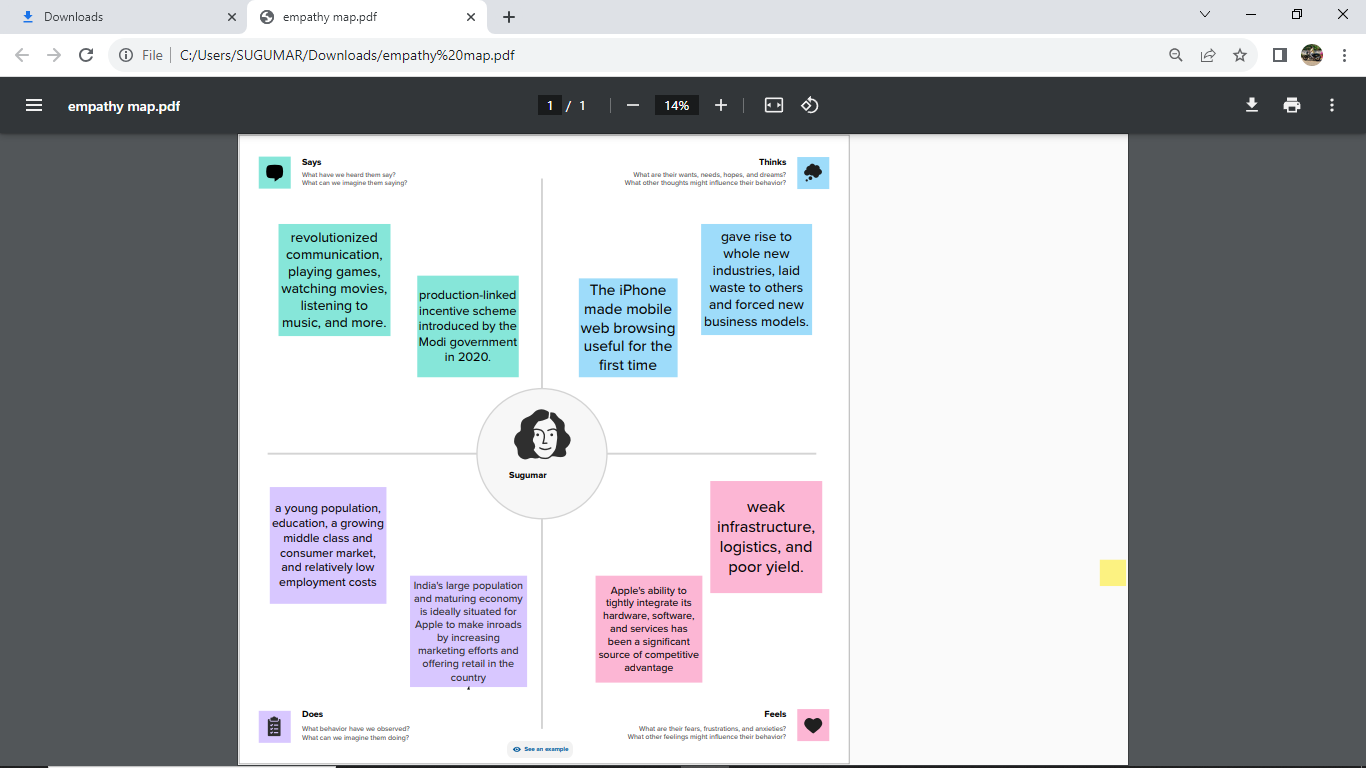 Downloads
empathy map.pdf
File
C:/Users/SUGUMAR/Downloads/empathy%20map.pdf
empathy map.pdf
1 / 1
14%
Says
What have we heard them say?
What can we imagine them saying?
Thinks
What are their wants, needs, hopes, and dreams?
What other thoughts might influence their behavior?
revolutionized
communication,
playing games,
watching movies,
listening to
music, and more.
production-linked
incentive scheme
introduced by the
Modi government
in 2020.
The iPhone
made mobile
web browsing
useful for the
first time
gave rise to
whole new
industries, laid
waste to others
and forced new
business models.
Sugumar
a young population,
education, a growing
middle class and
consumer market,
and relatively low
employment costs
India's large population
and maturing economy
is ideally situated for
Apple to make inroads
by increasing
marketing efforts and
offering retail in the
country
Apple's ability to
tightly integrate its
hardware, software,
and services has
been a significant
source of competitive
advantage
weak
infrastructure,
logistics, and
poor yield.
Does
What behavior have we observed?
What can we imagine them doing?
Feels
What are their fears, frustrations, and anxieties?
What other feelings might influence their behavior?
See an example